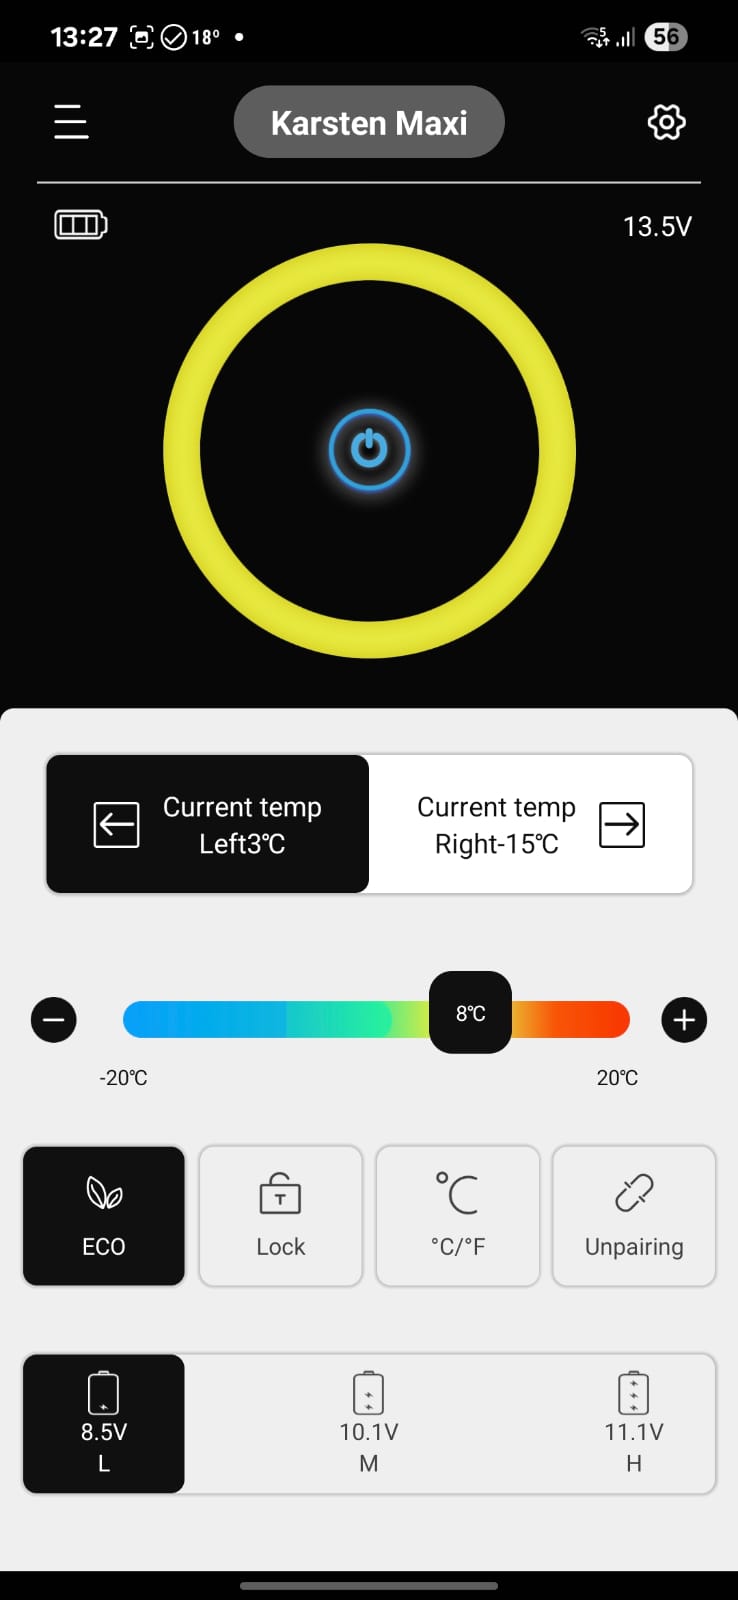 13:27 18° 5 56
Karsten Maxi
13.5V
Current temp
Left3℃
Current temp
Right-15℃
8℃
-20℃
20℃
ECO
T
Lock
°C
°C/°F
Unpairing
8.5V
L
10.1V
M
11.1V
H